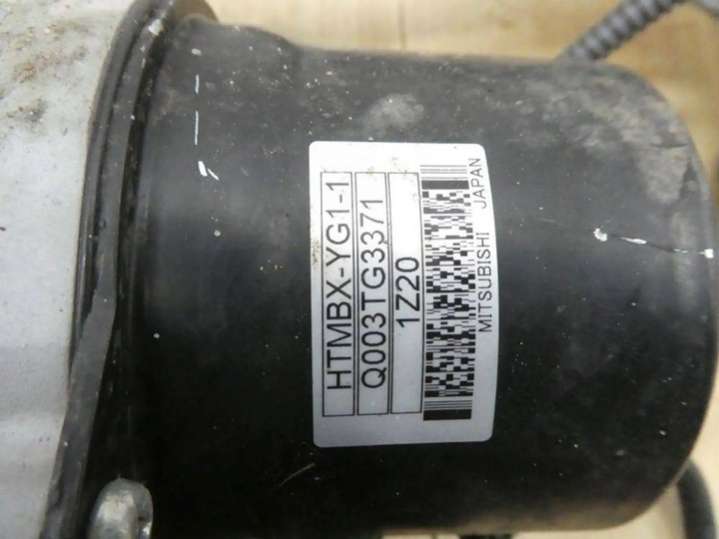 HTMBX-YG1-1
Q003TG3371
1Z20
MITSUBISHI JAPAN